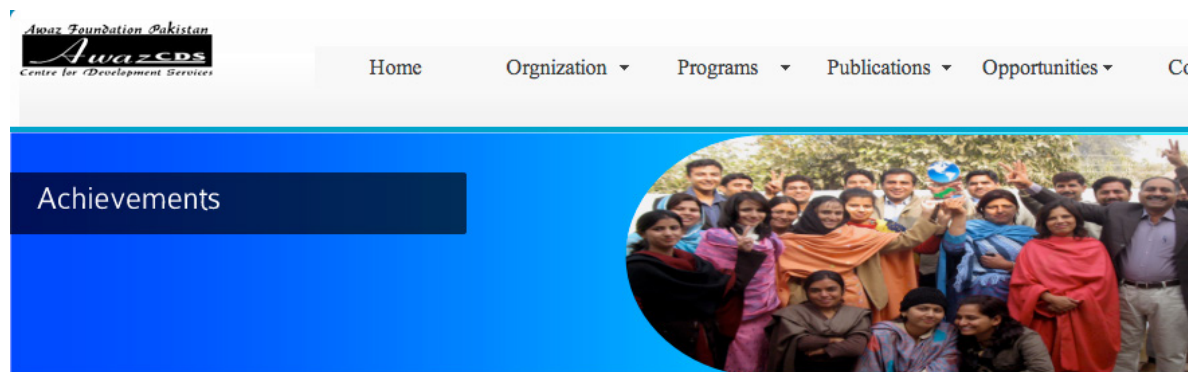 Awaz Foundation Pakistan
AwazCDS
Centre for Development Services
Home Orgnization Programs Publications Opportunities
Achievements